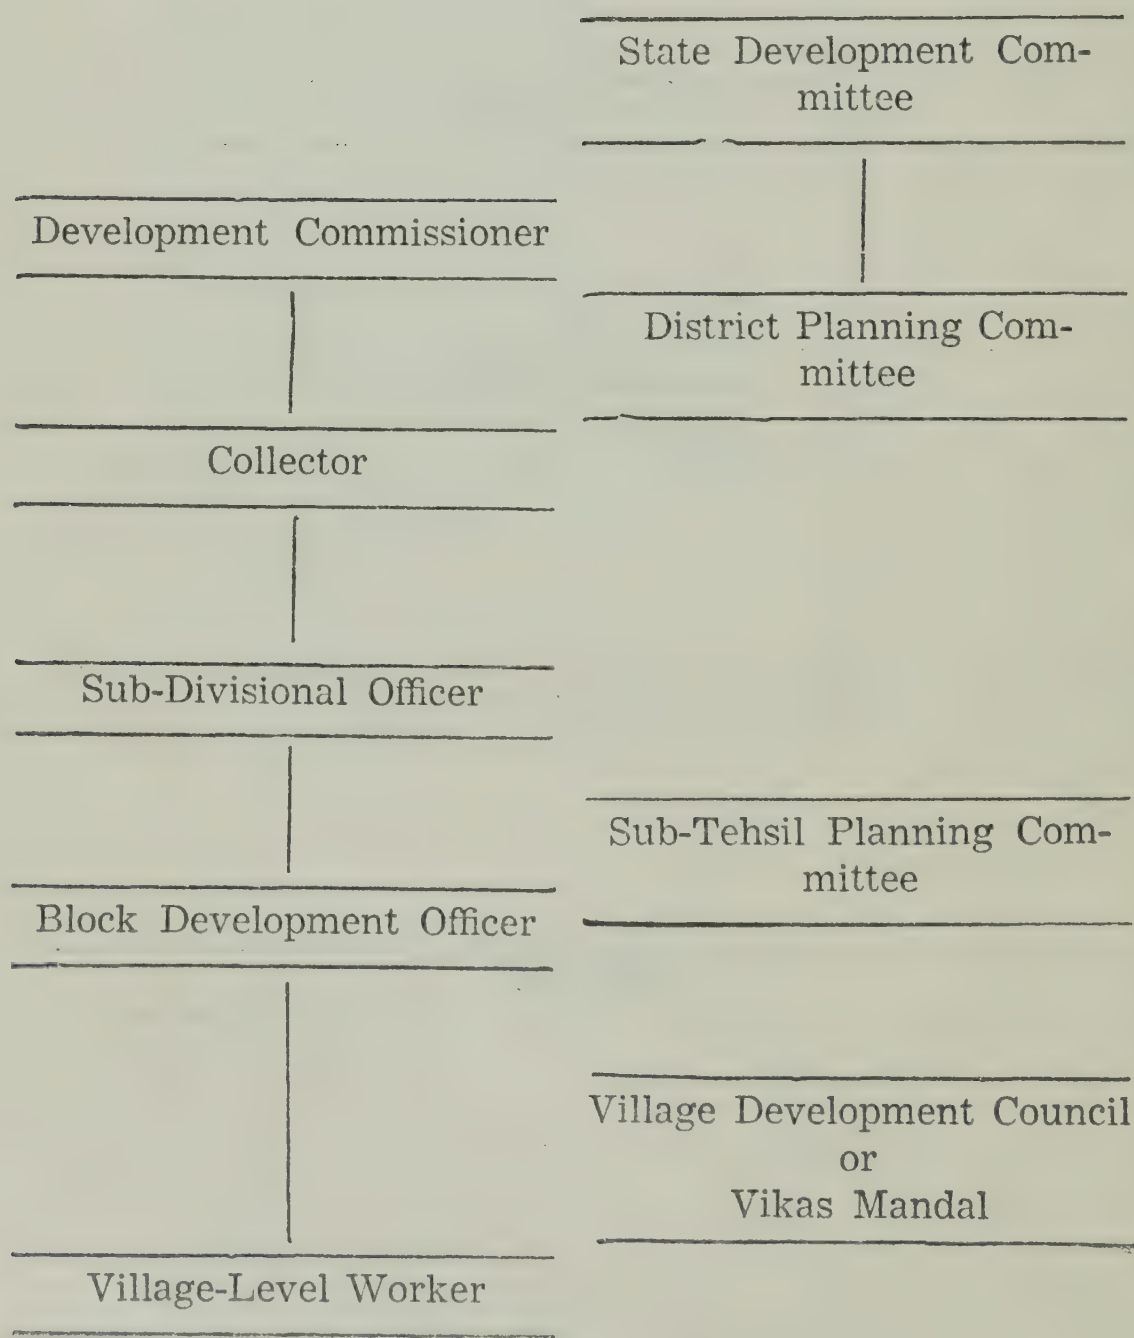 State Development Com-
mittee
Development Commissioner
District Planning Com-
mittee
Collector
Sub-Divisional Officer
Sub-Tehsil Planning Com-
mittee
Block Development Officer
Village Development Council
or
Vikas Mandal
Village-Level Worker